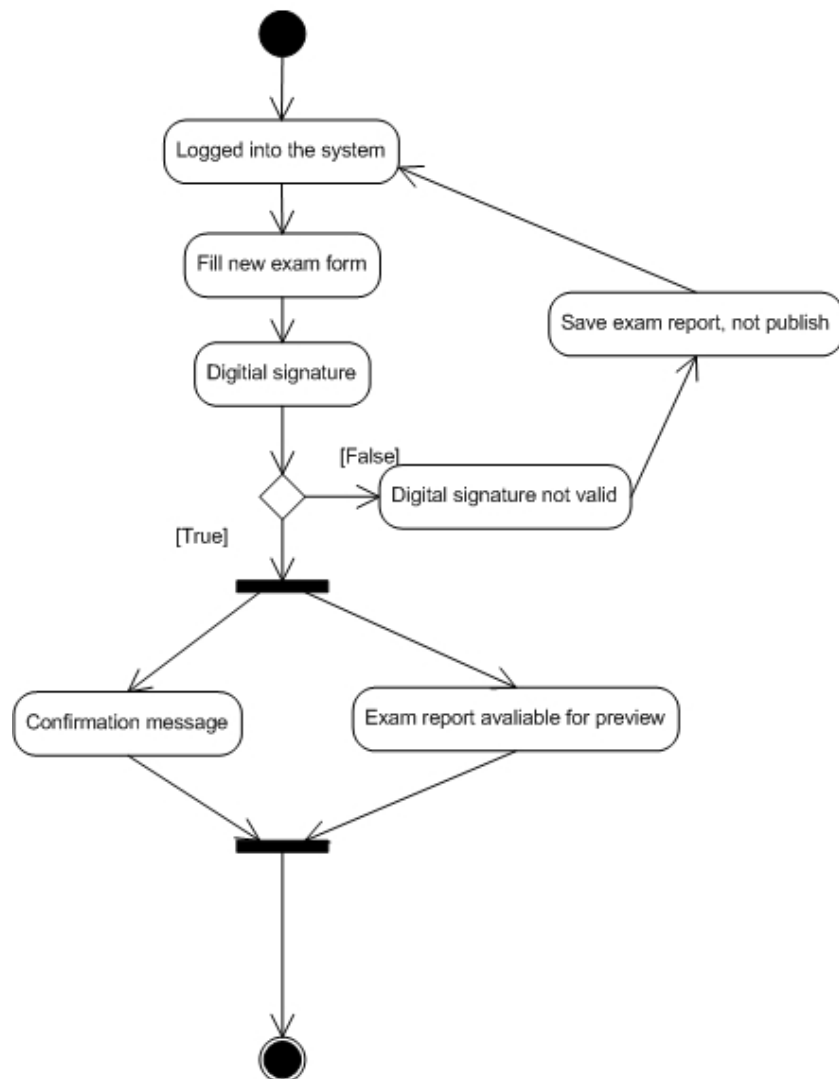 Logged into the system
Fill new exam form
Save exam report, not publish
Digitial signature
[False]
Digital signature not valid
[True]
Confirmation message
Exam report avaliable for preview